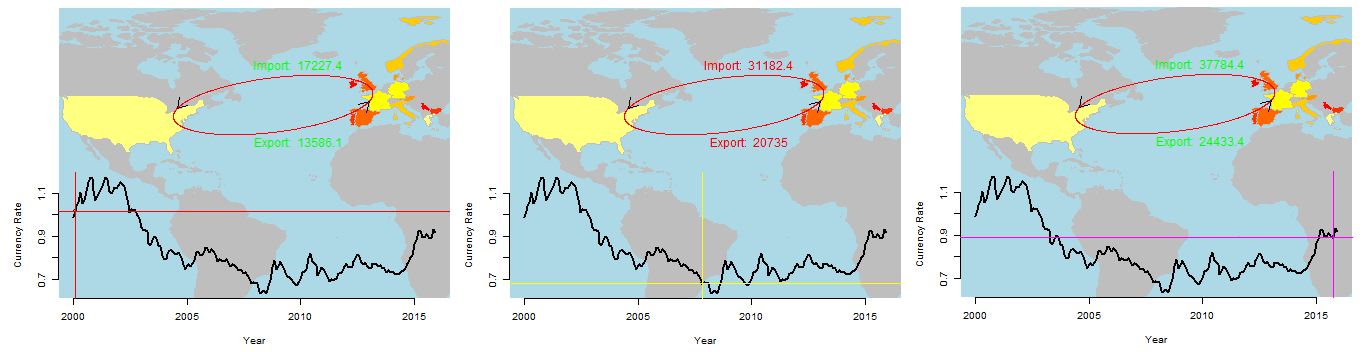 Import: 17227.4
Export: 13586.1
Currency Rate
1.1
0.9
0.7
2000 2005 2010 2015
Year
Import: 31182.4
Export: 20735
Currency Rate
1.1
0.9
0.7
2000 2005 2010 2015
Year
Import: 37784.4
Export: 24433.4
Currency Rate
1.1
0.9
0.7
2000 2005 2010 2015
Year